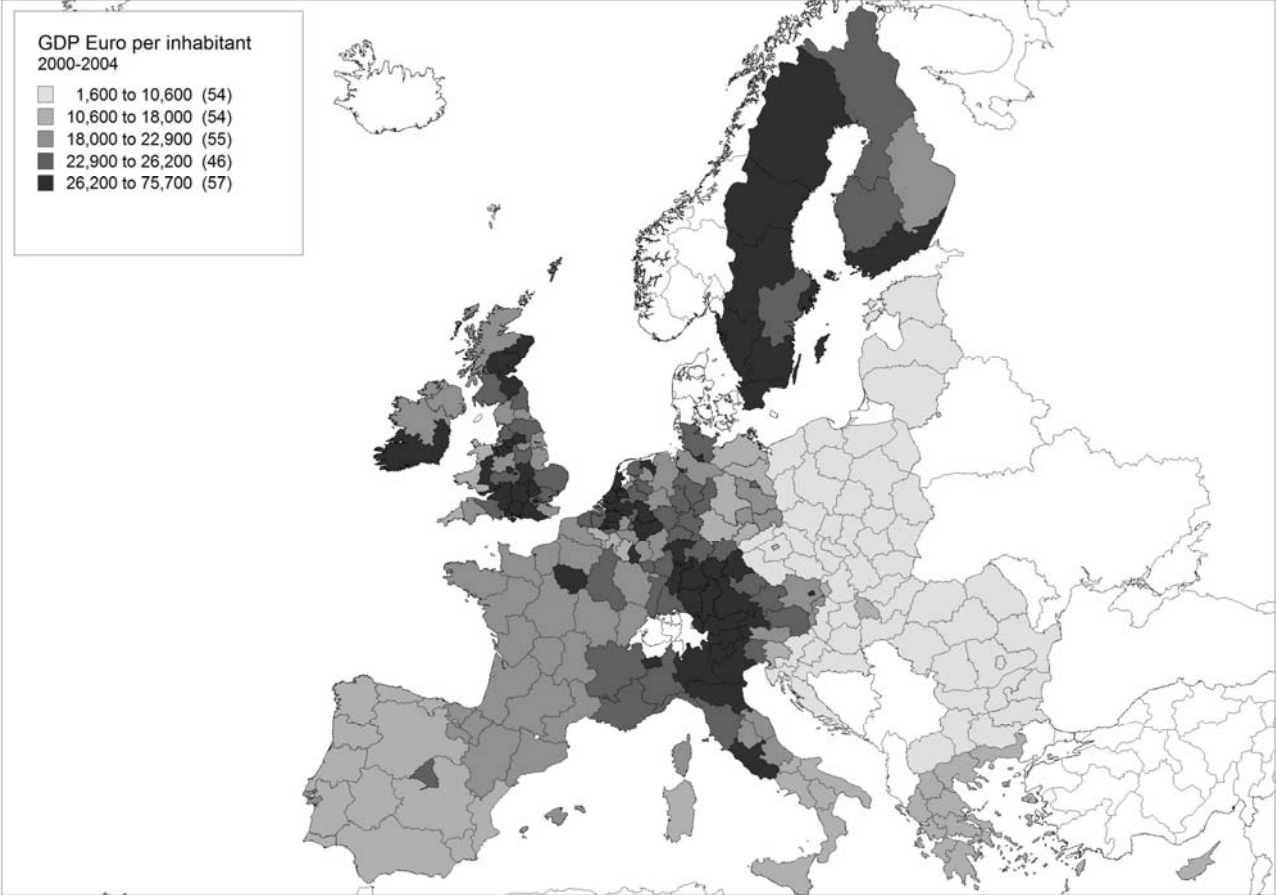 GDP Euro per inhabitant
2000-2004
1,600 to 10,600 (54)
10,600 to 18,000 (54)
18,000 to 22,900 (55)
22,900 to 26,200 (46)
26,200 to 75,700 (57)